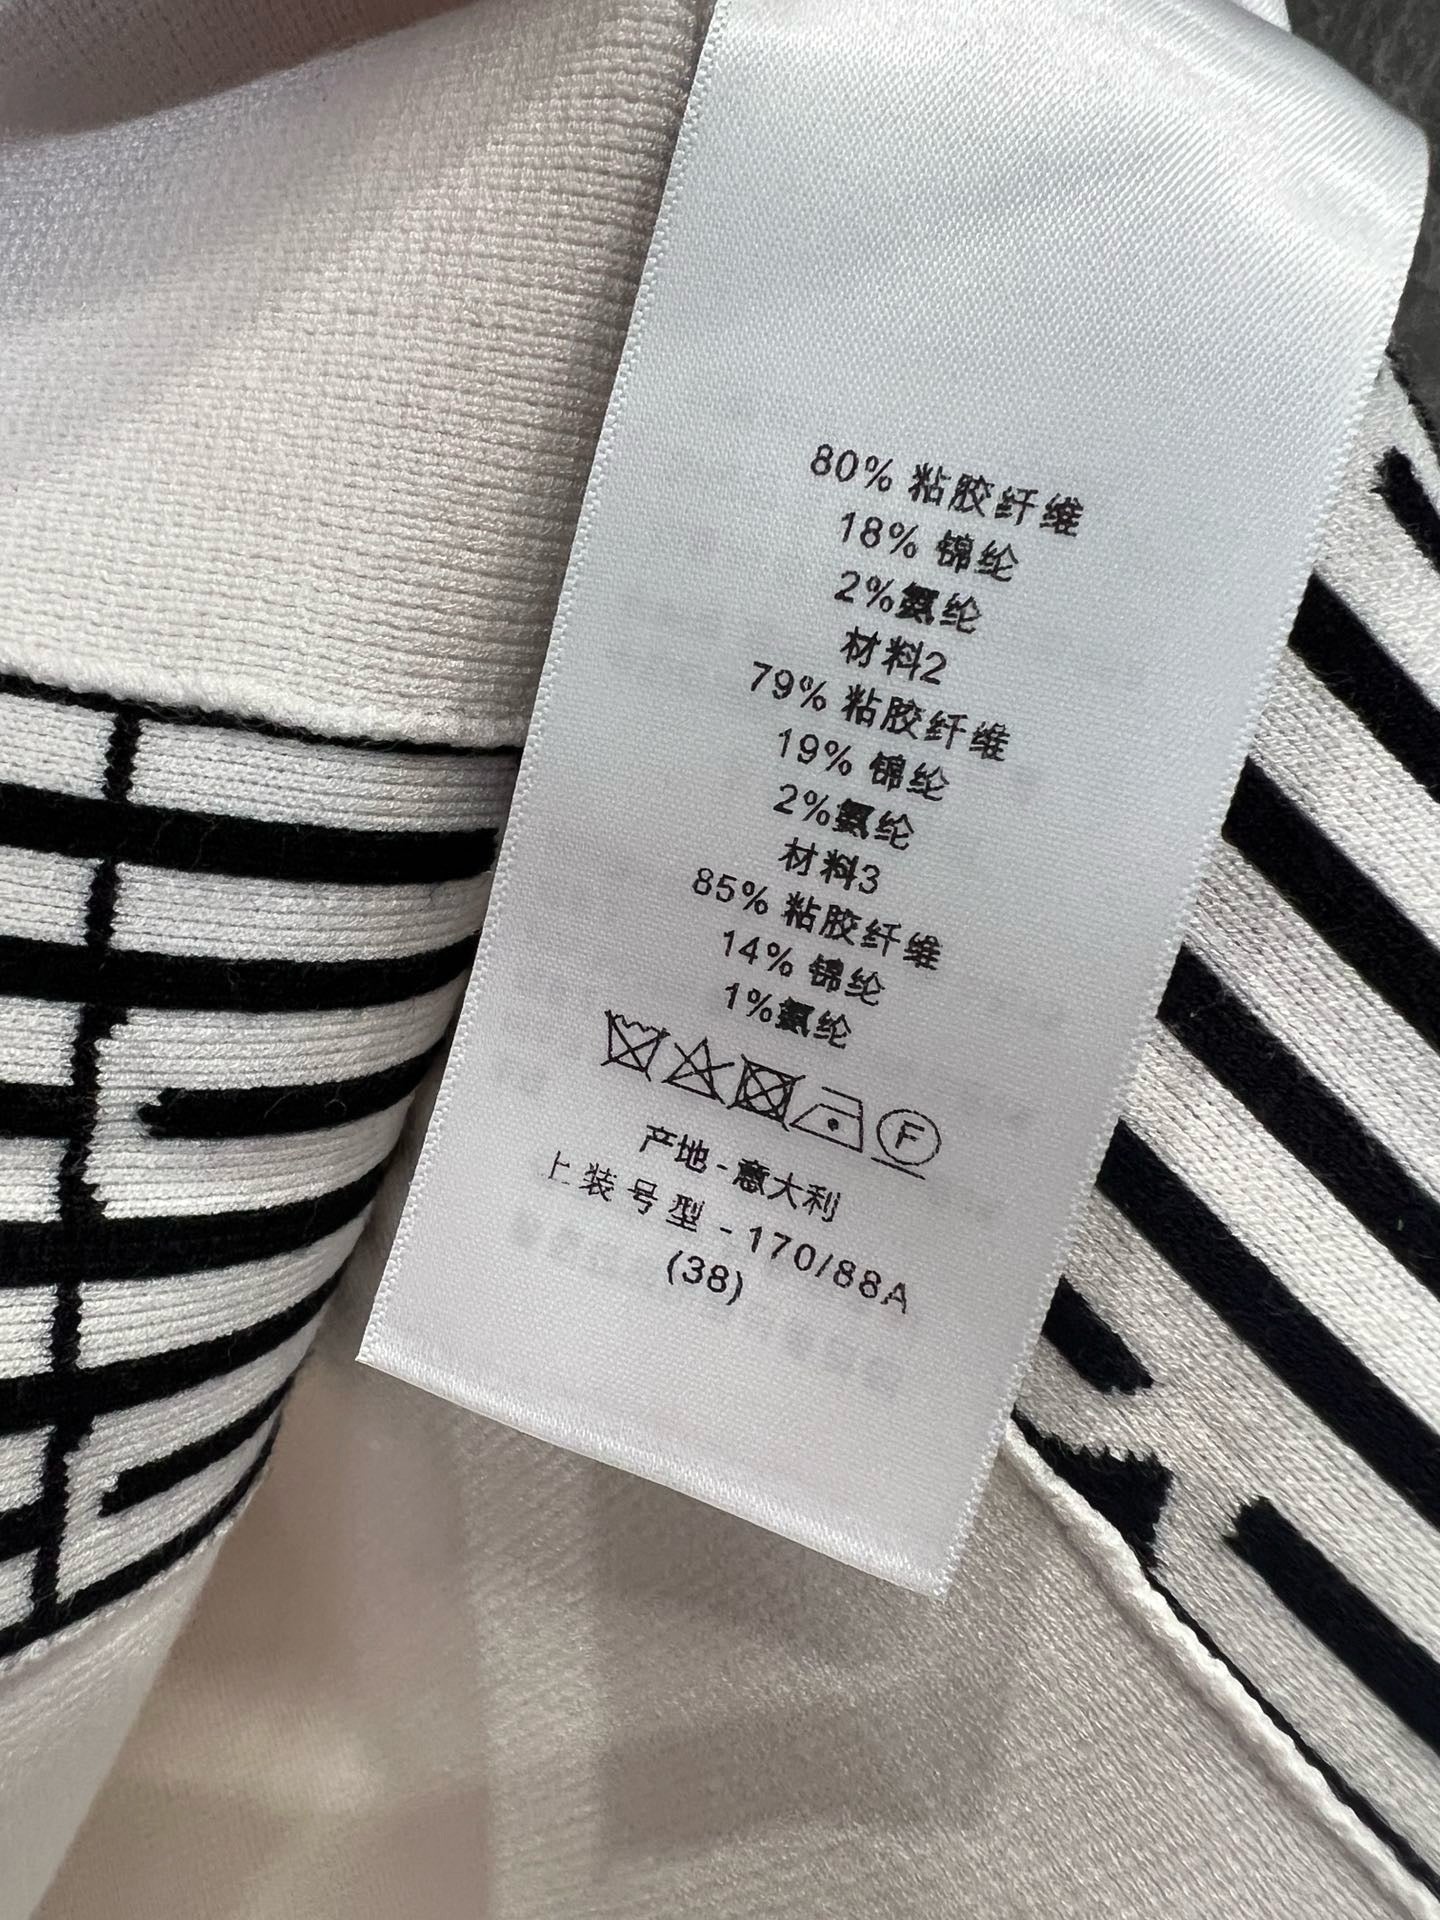 80% 粘胶纤维
18% 锦纶
2%氨纶
材料2
79% 粘胶纤维
19% 锦纶
2%氨纶
材料3
85% 粘胶纤维
14% 锦纶
1%氨纶
F
产地-意大利
上装号型-170/88A
(38)